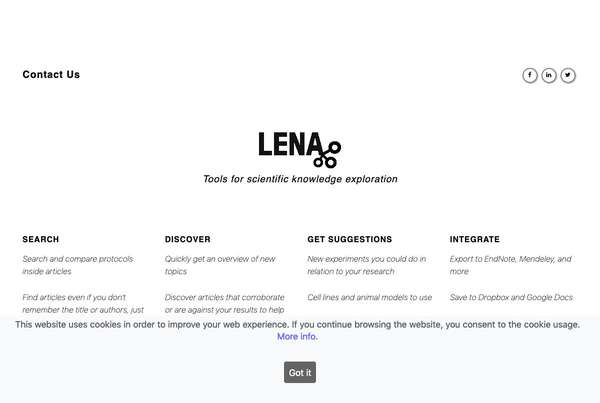 Contact Us
LENA
Tools for scientific knowledge exploration
SEARCH
Search and compare protocols
inside articles
Find articles even if you don't
remember the title or authors, just
DISCOVER
Quickly get an overview of new
topics
Discover articles that corroborate
or are against your results to help
GET SUGGESTIONS
New experiments you could do in
relation to your research
Cell lines and animal models to use
INTEGRATE
Export to EndNote, Mendeley, and
more
Save to Dropbox and Google Docs
This website uses cookies in order to improve your web experience. If you continue browsing the website, you consent to the cookie usage.
More info.
Got it